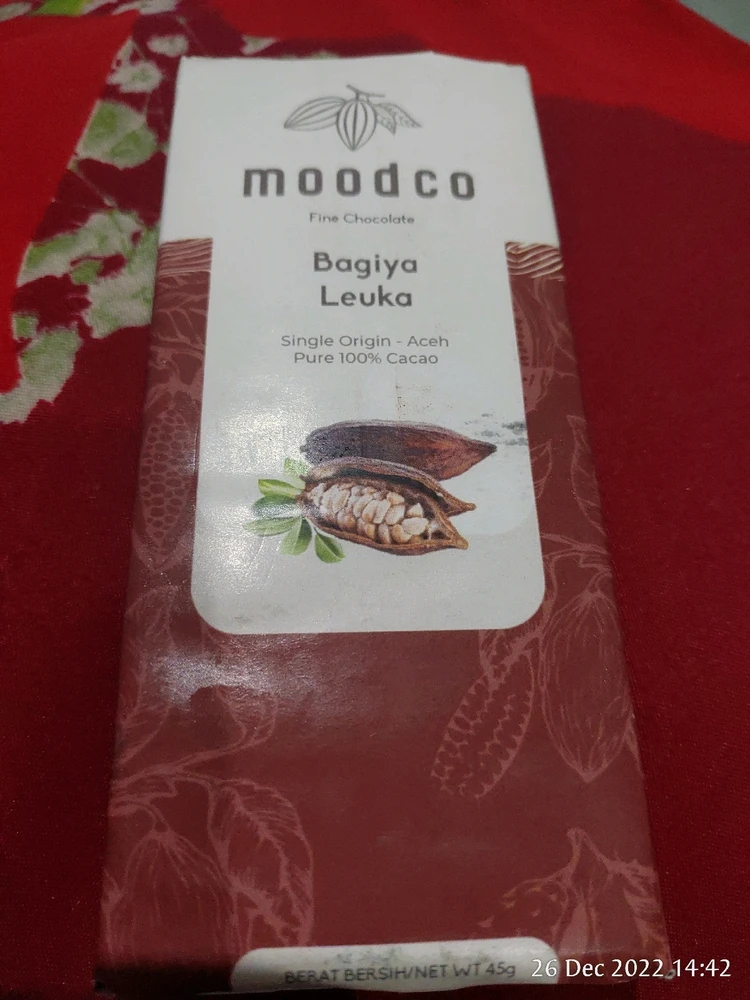 moodco
Fine Chocolate
Bagiya
Leuka
Single Origin - Aceh
Pure 100% Cacao
BERAT BERSIH/NET WT 45g
26 Dec 2022 14:42